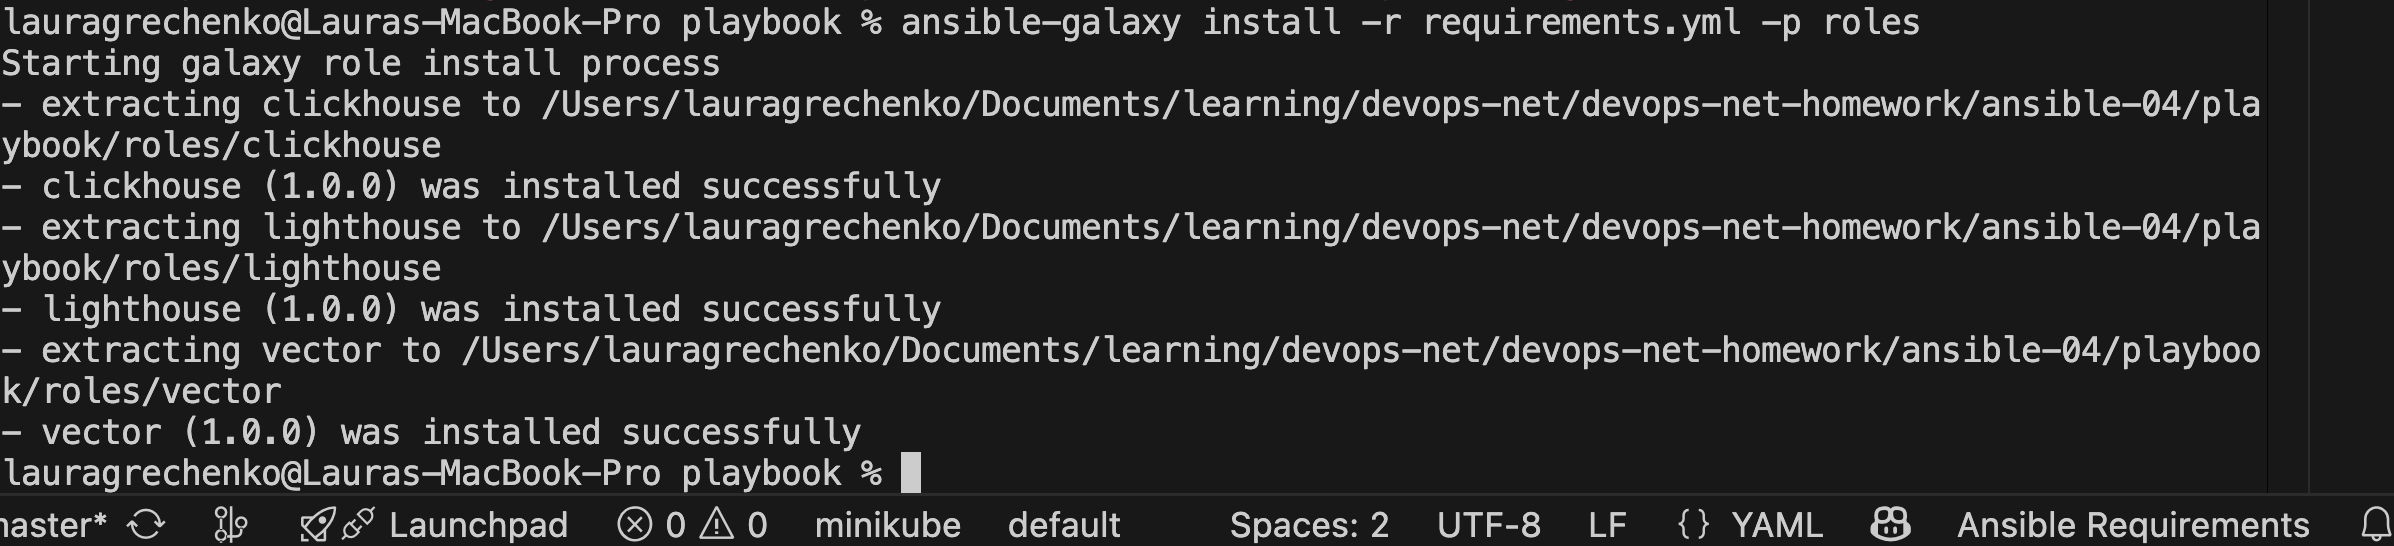 lauragrechenko@Lauras-MacBook-Pro playbook % ansible-galaxy install -r requirements.yml -p roles
Starting galaxy role install process
- extracting clickhouse to /Users/lauragrechenko/Documents/learning/devops-net/devops-net-homework/ansible-04/pla
ybook/roles/clickhouse
- clickhouse (1.0.0) was installed successfully
- extracting lighthouse to /Users/lauragrechenko/Documents/learning/devops-net/devops-net-homework/ansible-04/pla
ybook/roles/lighthouse
- lighthouse (1.0.0) was installed successfully
- extracting vector to /Users/lauragrechenko/Documents/learning/devops-net/devops-net-homework/ansible-04/playboo
k/roles/vector
- vector (1.0.0) was installed successfully
lauragrechenko@Lauras-MacBook-Pro playbook %
naster* Launchpad 0 0 minikube default Spaces: 2 UTF-8 LF {} YAML Ansible Requirements